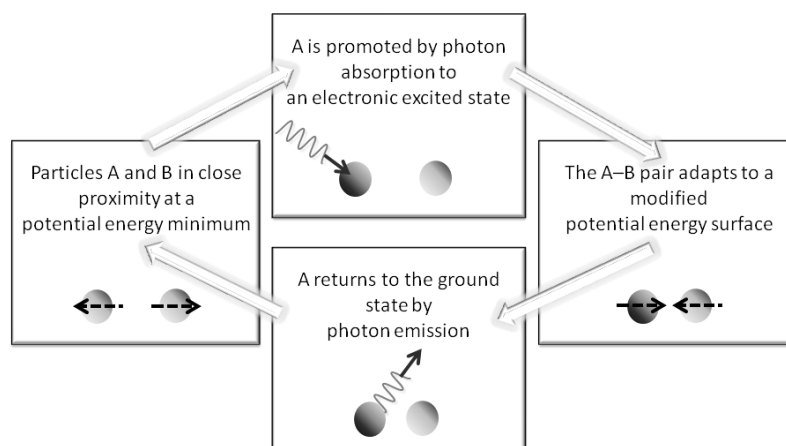 A is promoted by photon
absorption to
an electronic excited state
Particles A and B in close
proximity at a
potential energy minimum
The A–B pair adapts to a
modified
potential energy surface
A returns to the ground
state by
photon emission